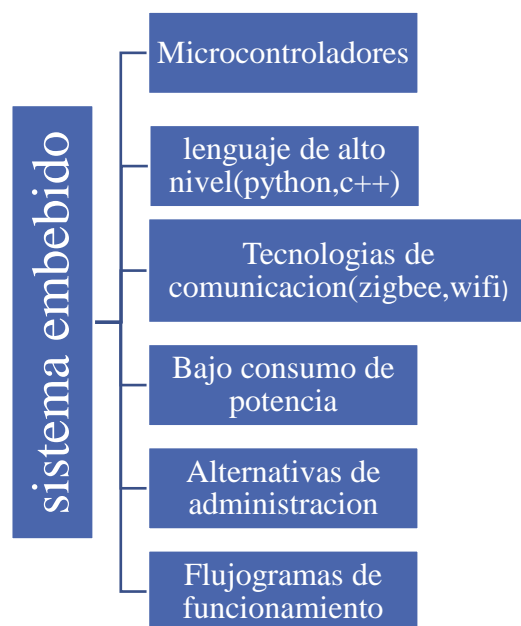 sistema embebido
Microcontroladores
lenguaje de alto
nivel(python,c++)
Tecnologias de
comunicacion(zigbee,wifi)
Bajo consumo de
potencia
Alternativas de
administracion
Flujogramas de
funcionamiento